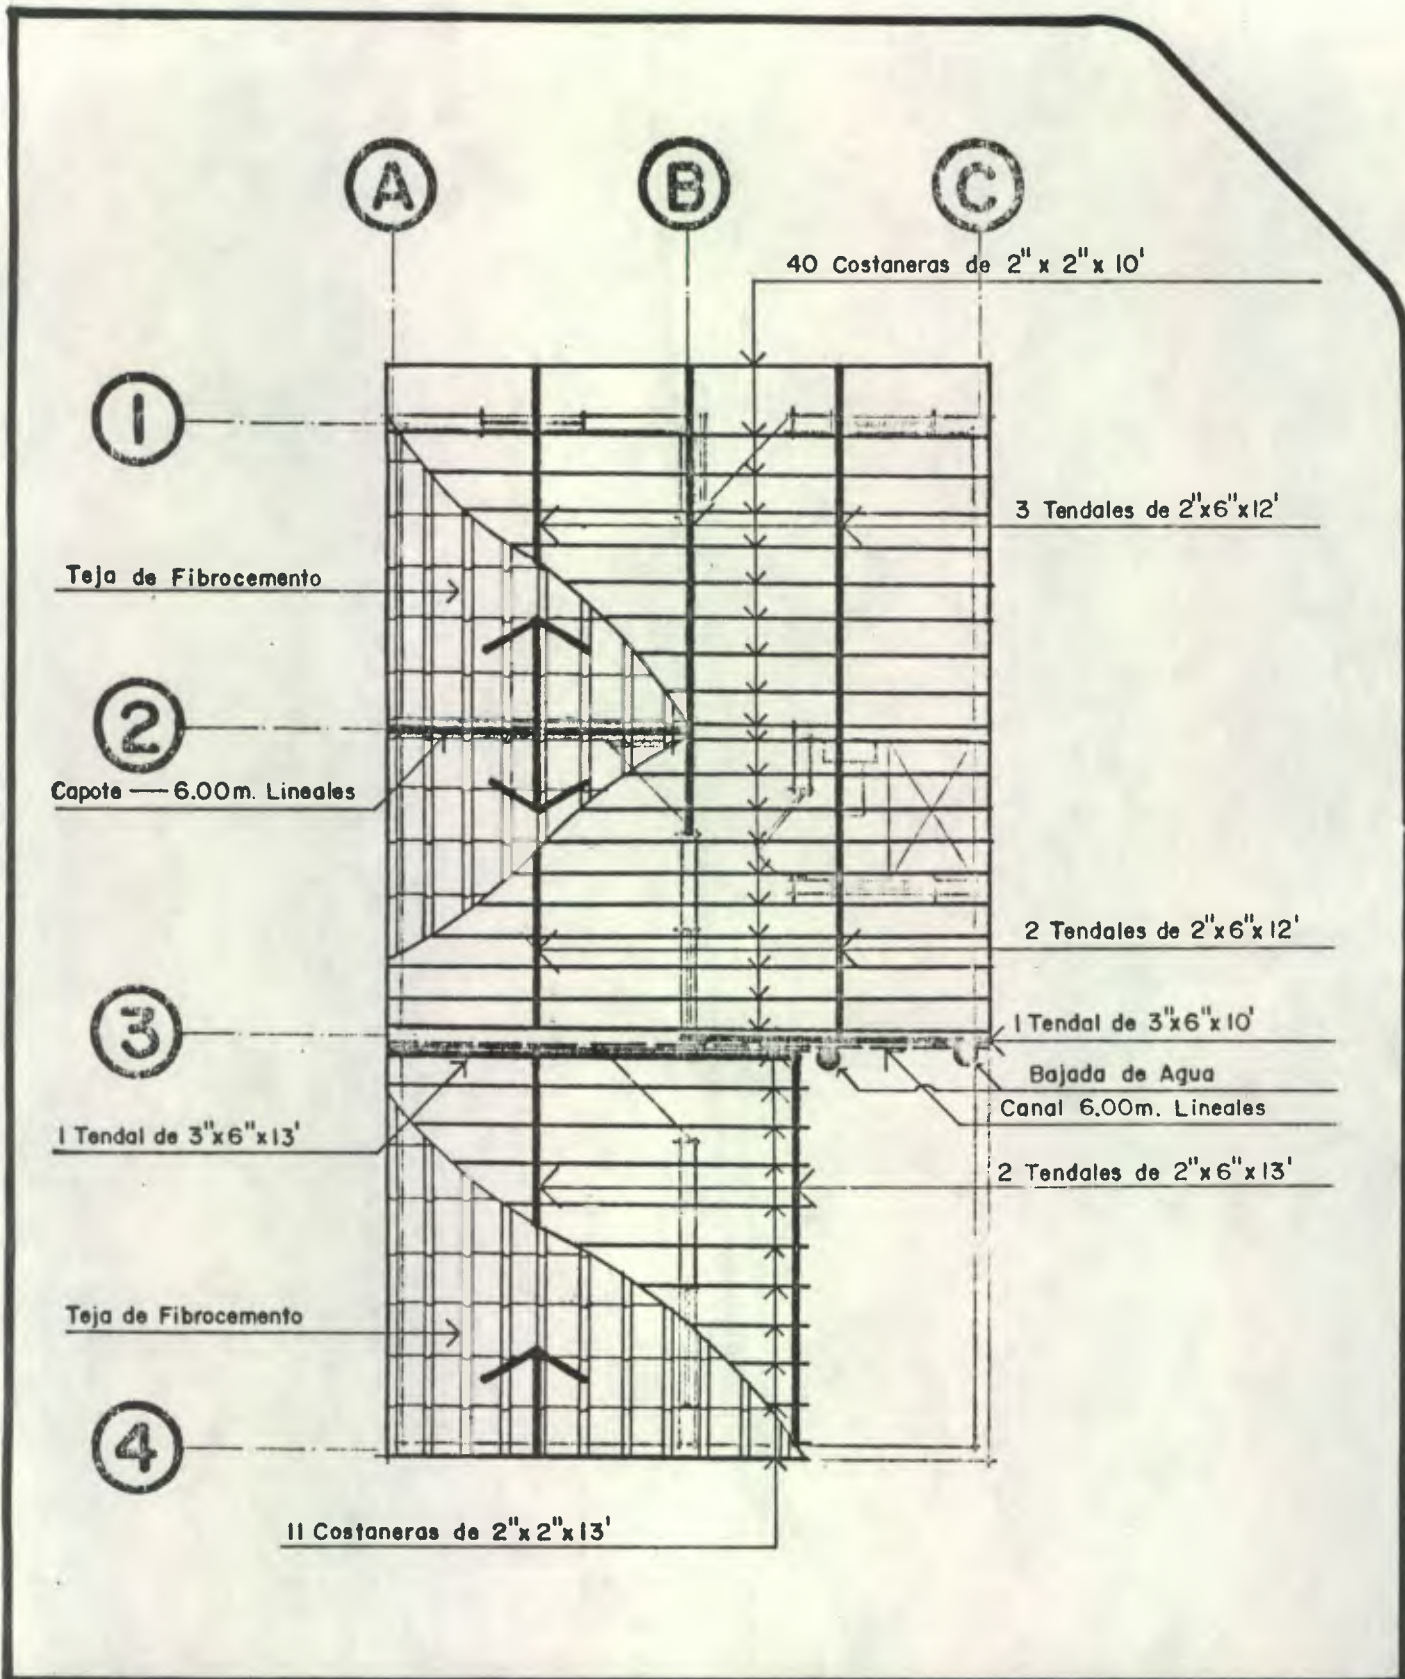 A
B
C
40 Costaneras de 2"x 2"x 10'
1
3 Tendales de 2"x6"x12'
Teja de Fibrocemento
2
Capote — 6.00m. Lineales
2 Tendales de 2"x6"x12'
3
1 Tendal de 3"x6"x10'
Bajada de Agua
Canal 6.00m. Lineales
1 Tendal de 3"x6"x13'
2 Tendales de 2"x6"x13'
Teja de Fibrocemento
4
11 Costaneras de 2"x2"x13'